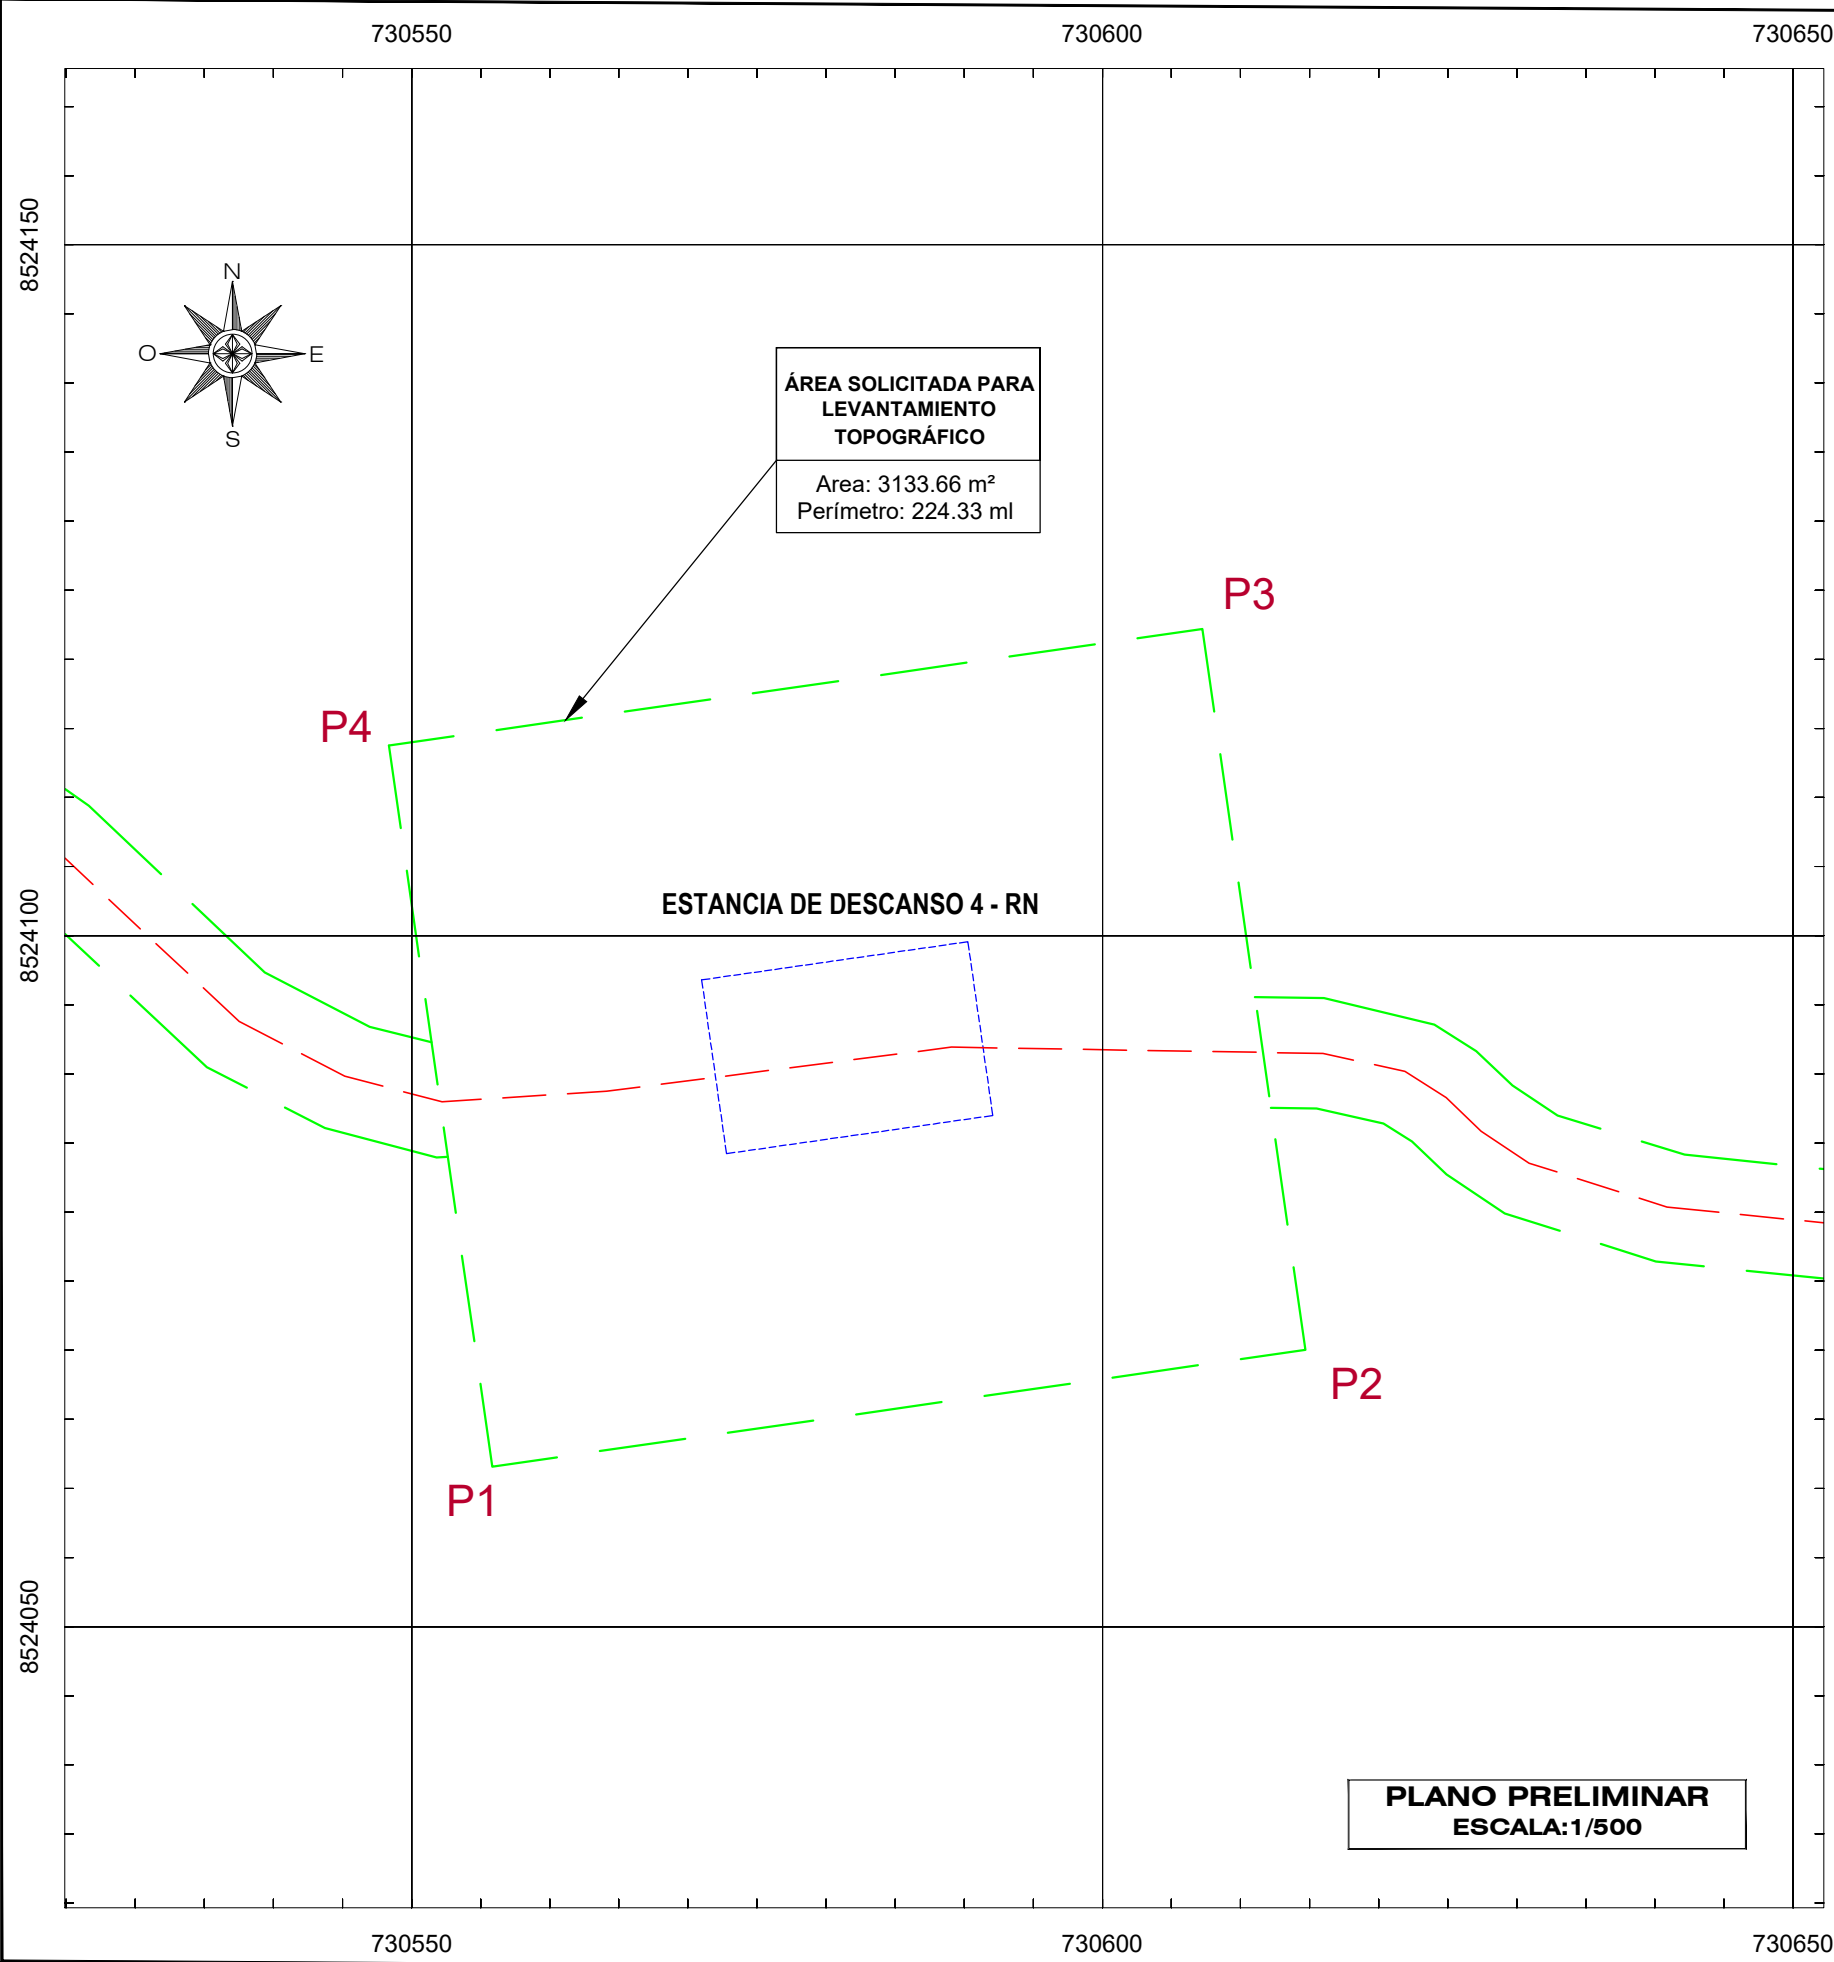 730550
730600
730650
8524150
N
O
E
S
ÁREA SOLICITADA PARA
LEVANTAMIENTO
TOPOGRÁFICO
Area: 3133.66 m²
Perímetro: 224.33 ml
P3
P4
8524100
ESTANCIA DE DESCANSO 4 - RN
P2
P1
8524050
PLANO PRELIMINAR
ESCALA:1/500
730550
730600
730650